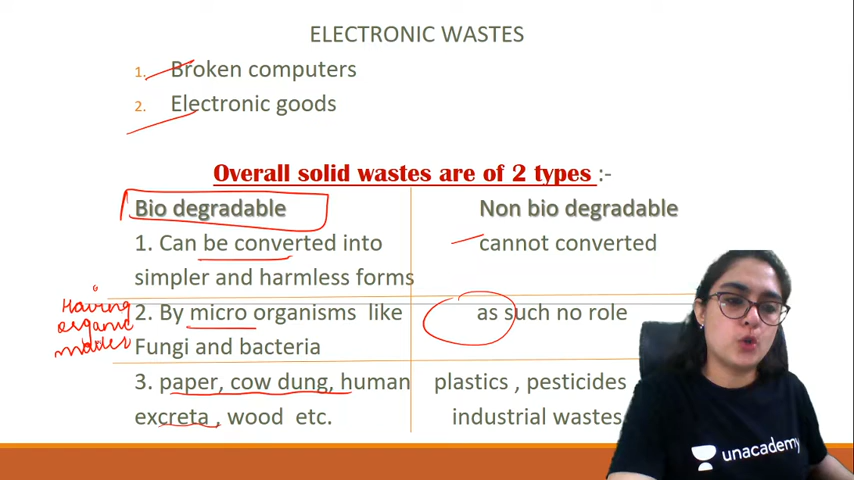 ELECTRONIC WASTES
1. Broken computers
2. Electronic goods
Overall solid wastes are of 2 types :-
Bio degradable Non bio degradable
1. Can be converted into cannot converted
simpler and harmless forms
Having
organic
matter
2. By micro organisms like as such no role
Fungi and bacteria
3. paper, cow dung, human plastics , pesticides
excreta , wood etc. industrial wastes
unacademy